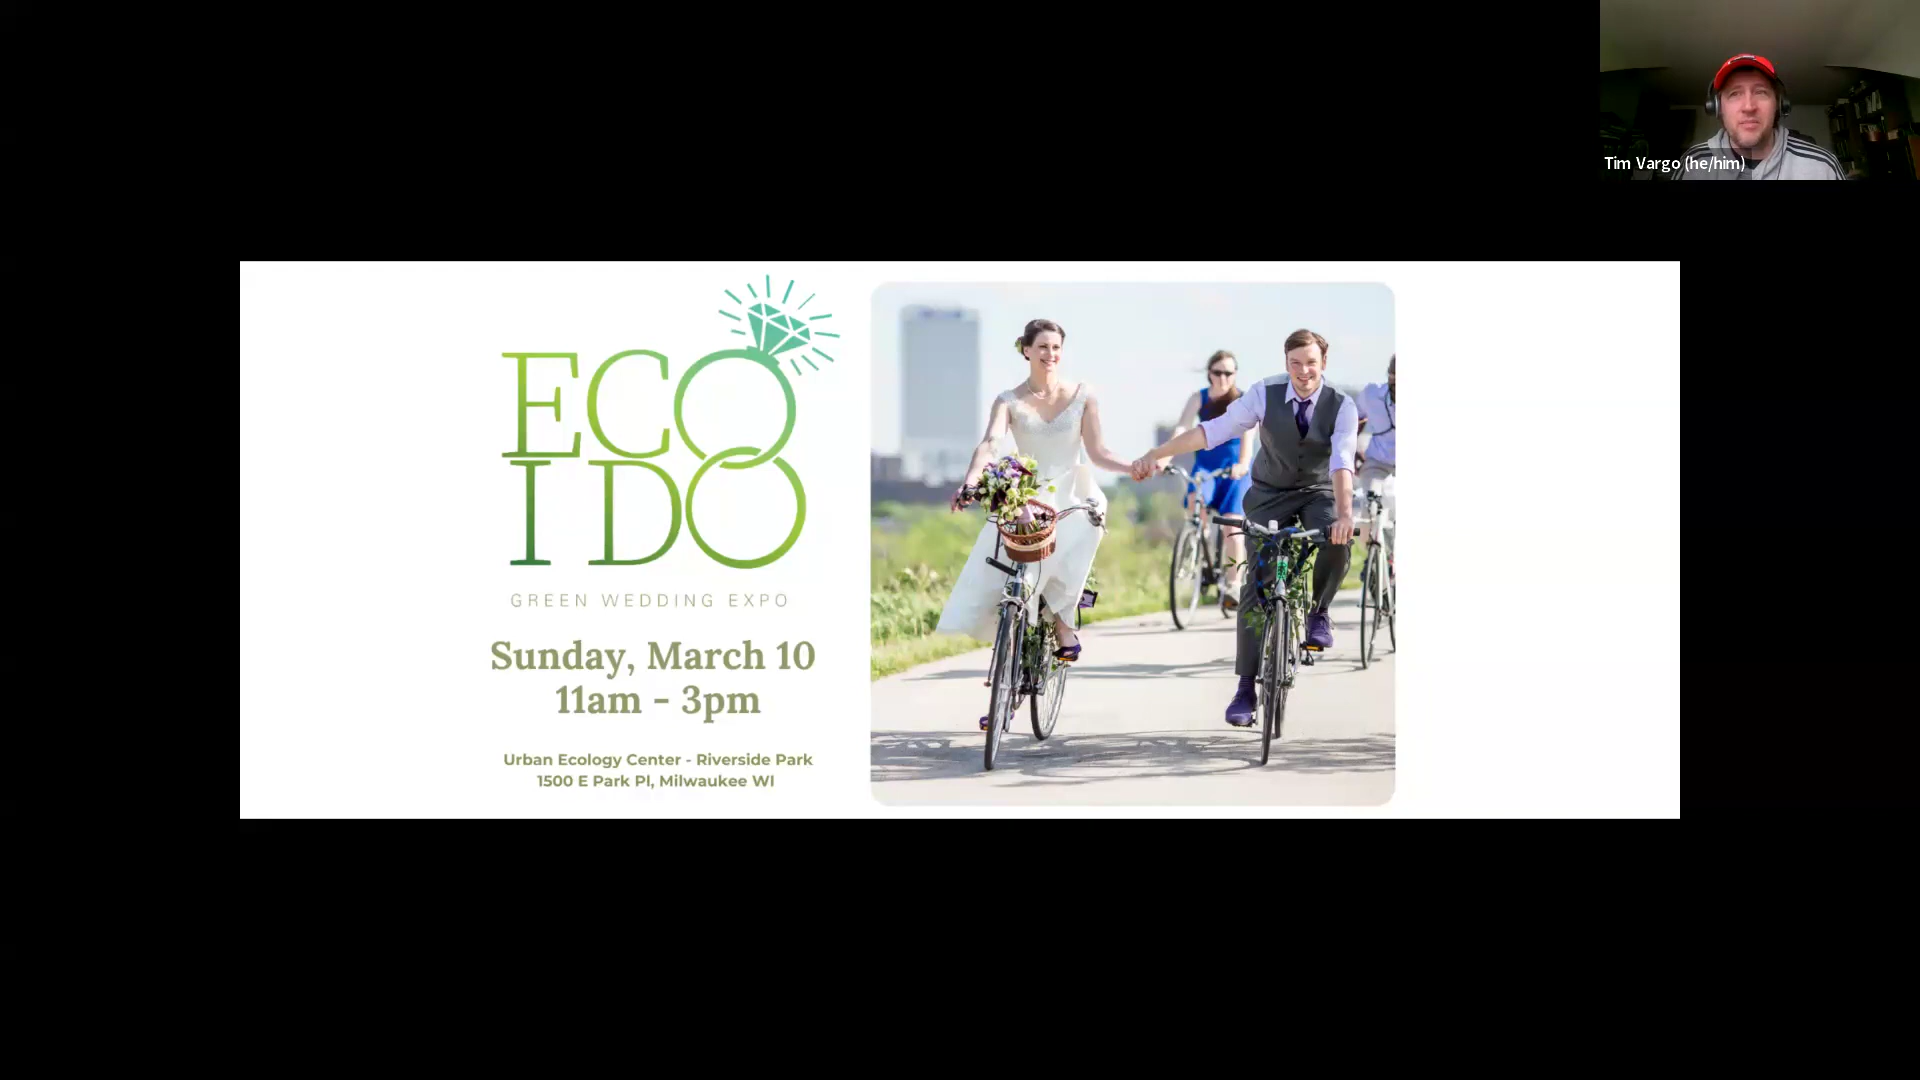 Tim Vargo (he/him)
ECO
I DO
GREEN WEDDING EXPO
Sunday, March 10
11am - 3pm
Urban Ecology Center - Riverside Park
1500 E Park Pl, Milwaukee WI